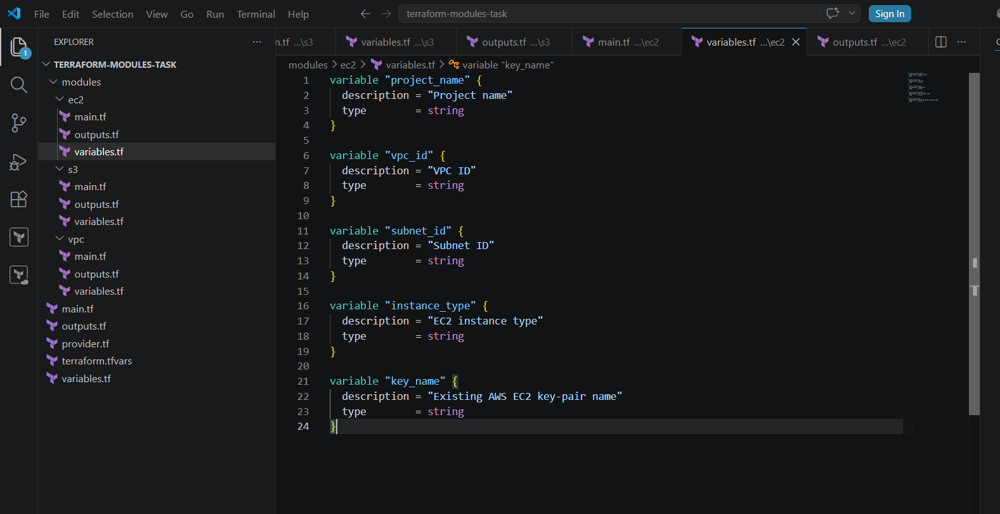 File Edit Selection View Go Run Terminal Help
terraform-modules-task
Sign In
1
EXPLORER
n.tf ...\s3
variables.tf ...\s3
outputs.tf ...\s3
main.tf ...\ec2
variables.tf ...\ec2
outputs.tf ...\ec2
TERRAFORM-MODULES-TASK
modules
ec2
main.tf
outputs.tf
variables.tf
s3
main.tf
outputs.tf
variables.tf
vpc
main.tf
outputs.tf
variables.tf
main.tf
outputs.tf
provider.tf
terraform.tfvars
variables.tf
modules > ec2 > variables.tf > variable "key_name"
1 variable "project_name" {
2 description = "Project name"
3 type = string
4 }
5
6 variable "vpc_id" {
7 description = "VPC ID"
8 type = string
9 }
10
11 variable "subnet_id" {
12 description = "Subnet ID"
13 type = string
14 }
15
16 variable "instance_type" {
17 description = "EC2 instance type"
18 type = string
19 }
20
21 variable "key_name" {
22 description = "Existing AWS EC2 key-pair name"
23 type = string
24 }